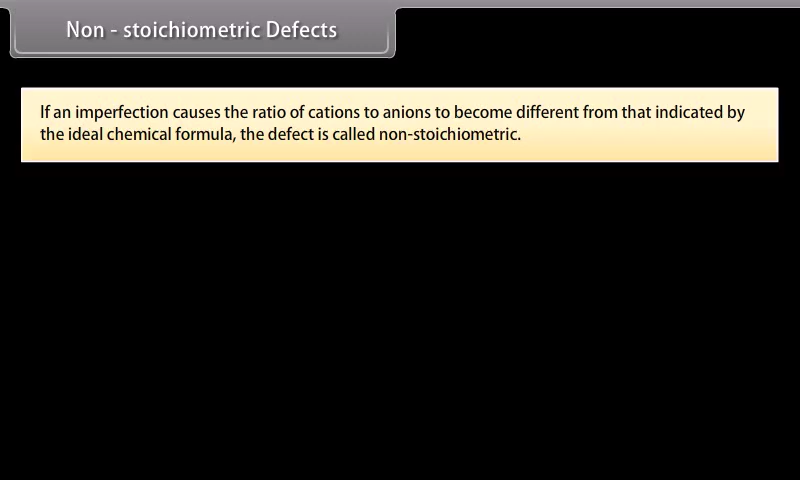 Non - stoichiometric Defects
If an imperfection causes the ratio of cations to anions to become different from that indicated by
the ideal chemical formula, the defect is called non-stoichiometric.